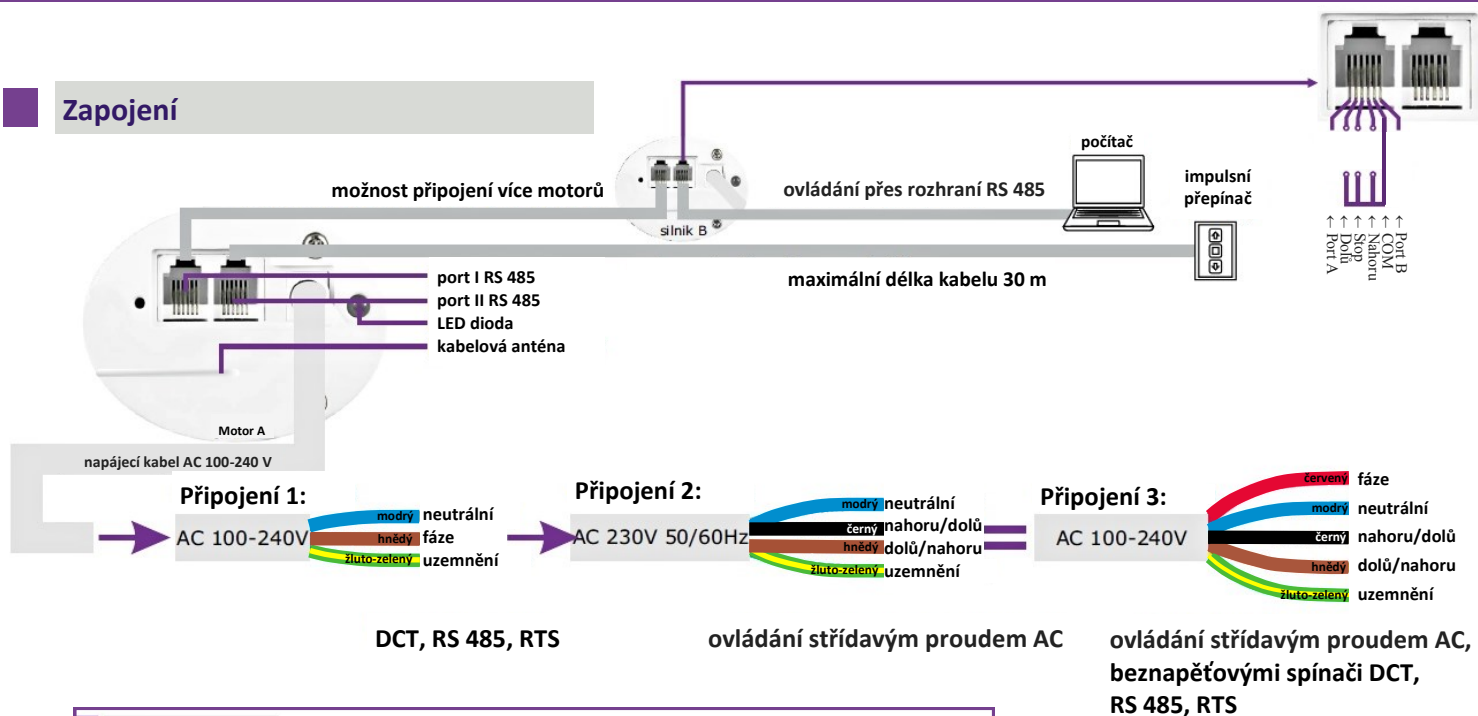 Zapojení
možnost připojení více motorů
silnik B
ovládání přes rozhraní RS 485
počítač
impulsní
přepínač
↑ Port B
↑ COM
↑ Nahoru
↑ Stop
↑ Dolů
↑ Port A
maximální délka kabelu 30 m
port I RS 485
port II RS 485
LED dioda
kabelová anténa
Motor A
napájecí kabel AC 100-240 V
Připojení 1:
AC 100-240V
modrý neutrální
hnědý fáze
žluto-zelený uzemnění
DCT, RS 485, RTS
Připojení 2:
AC 230V 50/60Hz
modrý neutrální
černý nahoru/dolů
hnědý dolů/nahoru
žluto-zelený uzemnění
ovládání střídavým proudem AC
Připojení 3:
AC 100-240V
červený fáze
modrý neutrální
černý nahoru/dolů
hnědý dolů/nahoru
žluto-zelený uzemnění
ovládání střídavým proudem AC,
beznapěťovými spínači DCT,
RS 485, RTS